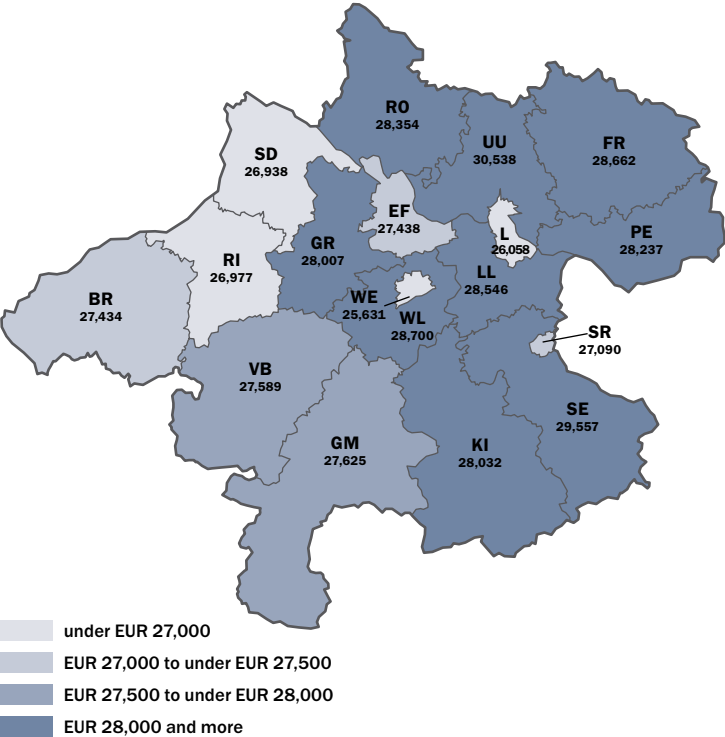 RO
28,354
UU
30,538
FR
28,662
SD
26,938
EF
27,438
L
26,058
PE
28,237
GR
28,007
RI
26,977
LL
28,546
BR
27,434
WE
25,631
WL
28,700
SR
27,090
VB
27,589
SE
29,557
GM
27,625
KI
28,032
under EUR 27,000
EUR 27,000 to under EUR 27,500
EUR 27,500 to under EUR 28,000
EUR 28,000 and more